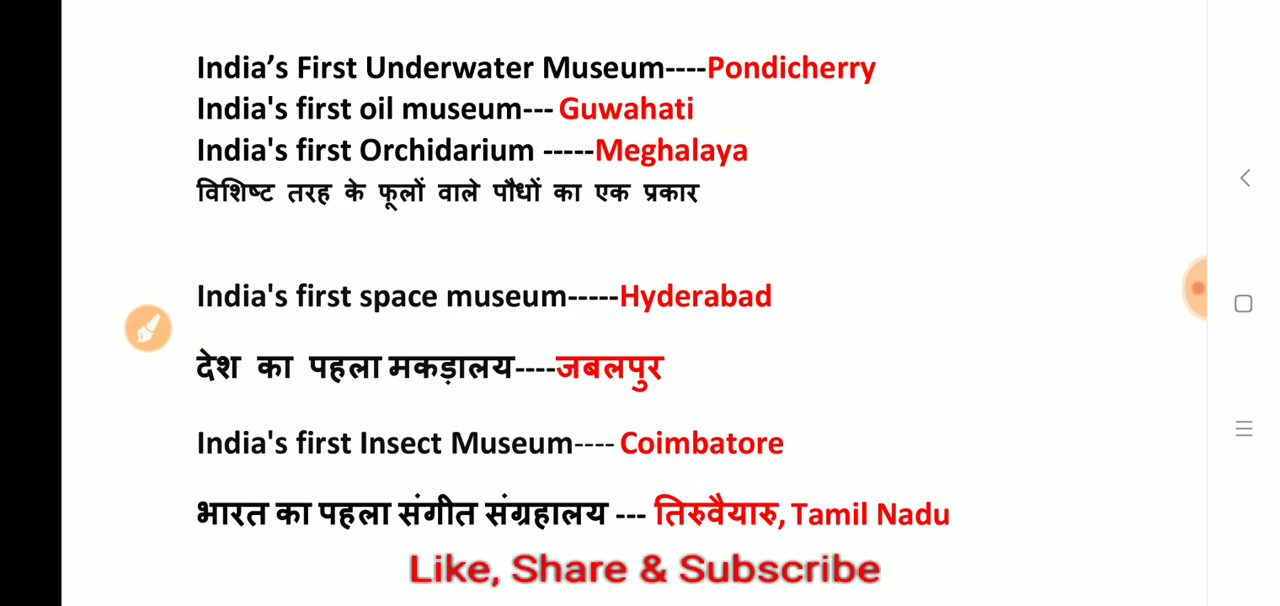 India’s First Underwater Museum----Pondicherry
India's first oil museum--- Guwahati
India's first Orchidarium -----Meghalaya
विशिष्ट तरह के फूलों वाले पौधों का एक प्रकार
India's first space museum-----Hyderabad
देश का पहला मकड़ालय----जबलपुर
India's first Insect Museum---- Coimbatore
भारत का पहला संगीत संग्रहालय --- तिरुवैयारु, Tamil Nadu
Like, Share & Subscribe